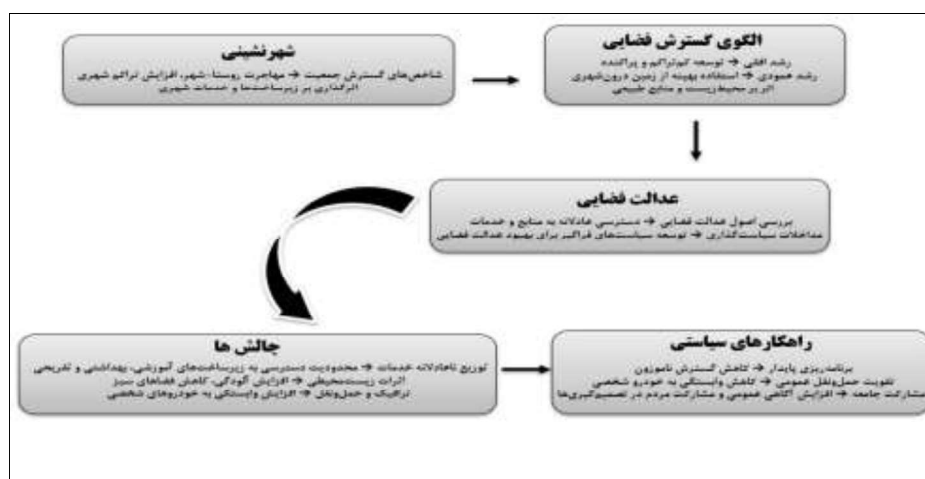 شهرنشینی
شاخص‌های گسترش جمعیت → مهاجرت روستا-شهر، افزایش تراکم شهری
اثرگذاری بر زیرساخت‌ها و خدمات شهری
الگوی گسترش فضایی
رشد افقی → توسعه کم‌تراکم و پراکنده
رشد عمودی → استفاده بهینه از زمین درون‌شهری
اثر بر محیط‌زیست و منابع طبیعی
عدالت فضایی
بررسی اصول عدالت فضایی → دسترسی عادلانه به منابع و خدمات
مداخلات سیاست‌گذاری → توسعه سیاست‌های فراگیر برای بهبود عدالت فضایی
چالش ها
توزیع ناعادلانه خدمات → محدودیت دسترسی به زیرساخت‌های آموزشی، بهداشتی و تفریحی
اثرات زیست‌محیطی → افزایش آلودگی، کاهش فضاهای سبز
ترافیک و حمل‌ونقل → افزایش وابستگی به خودروهای شخصی
راهکارهای سیاستی
برنامه‌ریزی پایدار → کاهش گسترش ناموزون
تقویت حمل‌ونقل عمومی → کاهش وابستگی به خودرو شخصی
مشارکت جامعه → افزایش آگاهی عمومی و مشارکت مردم در تصمیم‌گیری‌ها